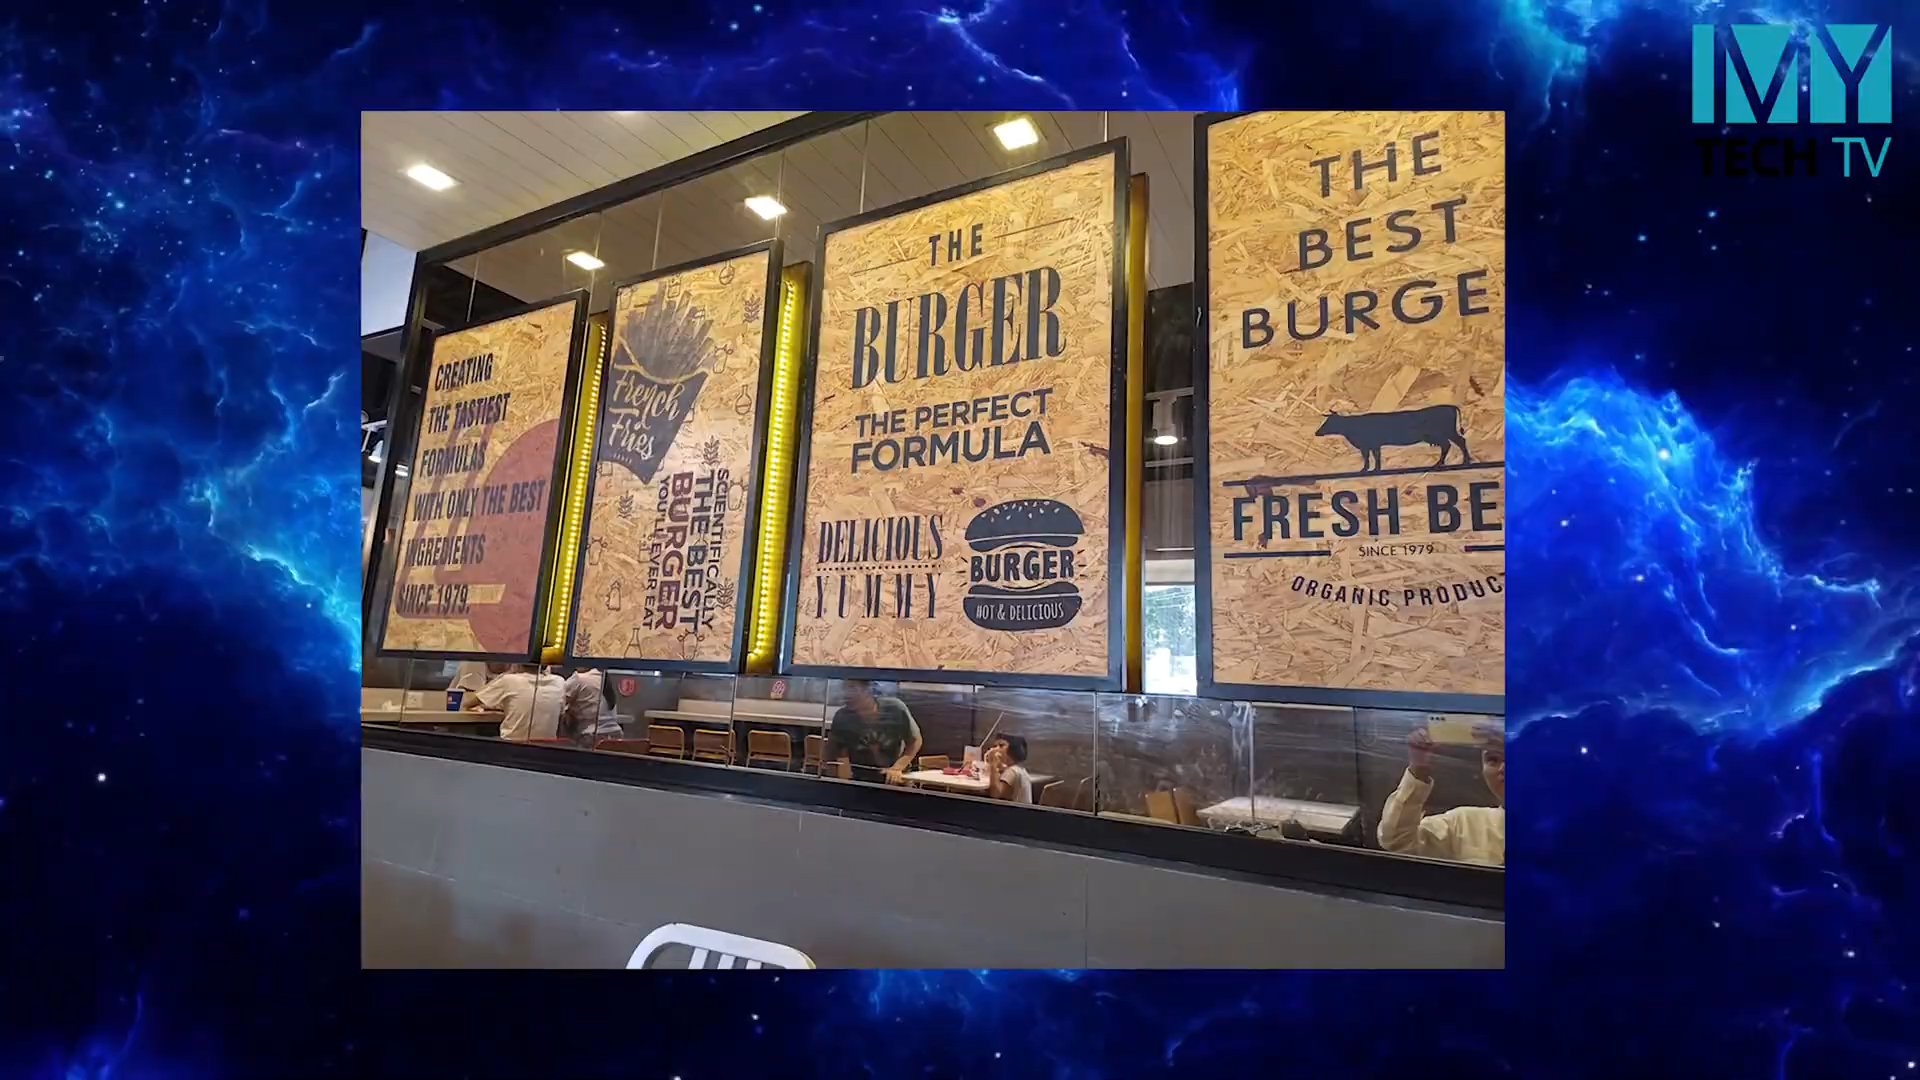 IMY
TECH TV
CREATING
THE TASTIEST
FORMULAS
WITH ONLY THE BEST
INGREDIENTS
SINCE 1979.
French
Fries
SCIENTIFICALLY
THE BEST
BURGER
YOU'LL EVER EAT
THE
BURGER
THE PERFECT
FORMULA
DELICIOUS
YUMMY
BURGER
HOT & DELICIOUS
THE
BEST
BURGE
FRESH BE
SINCE 1979
ORGANIC PRODUC